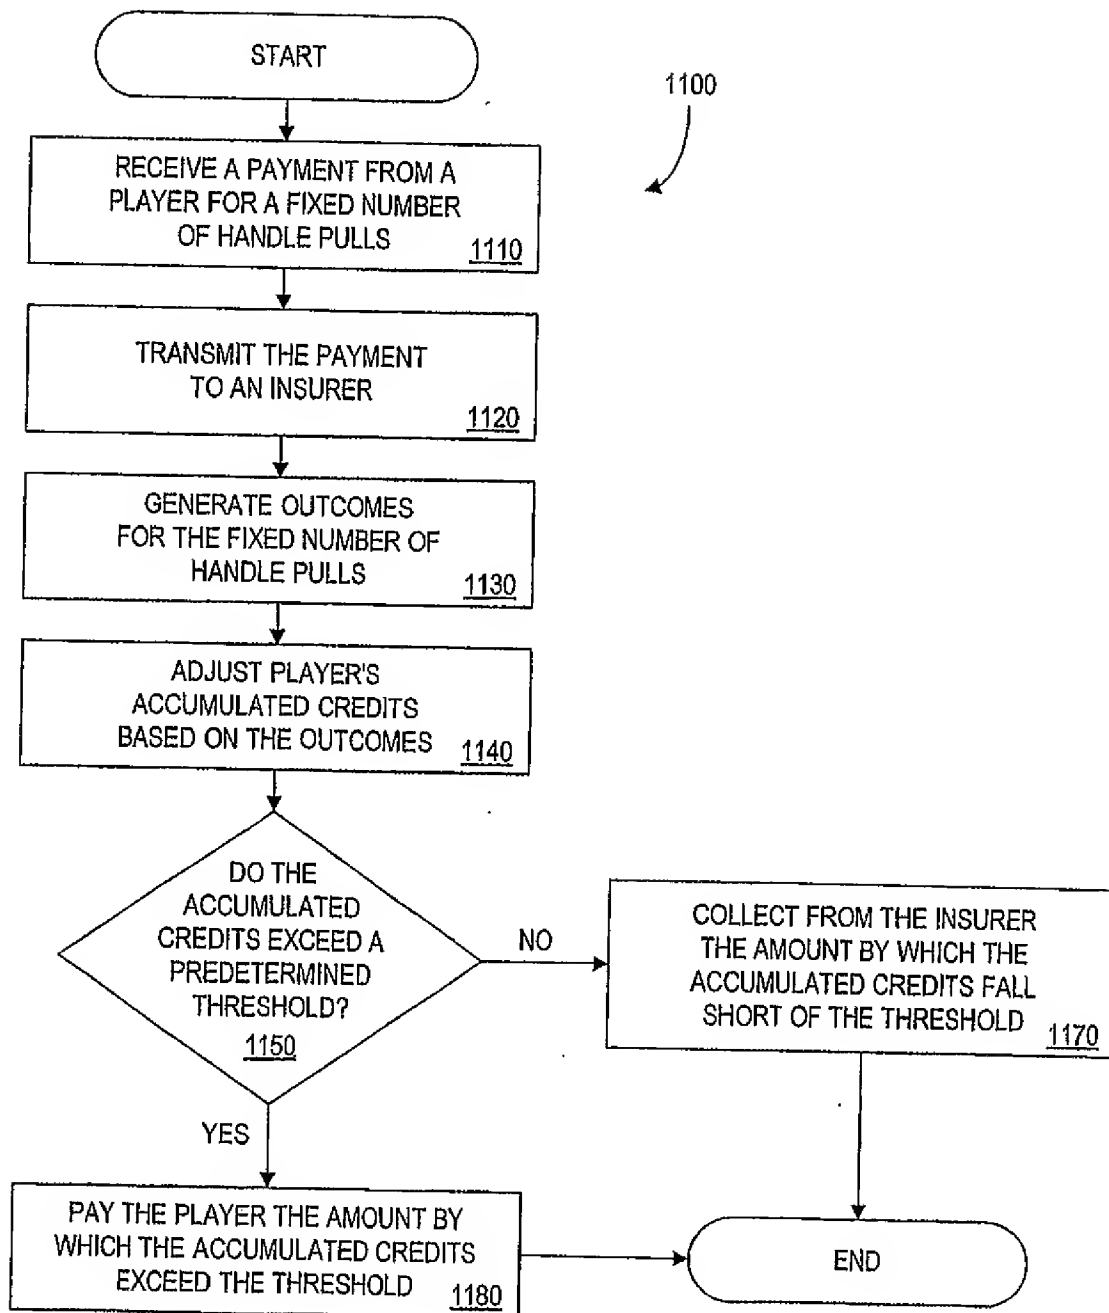 START
1100
RECEIVE A PAYMENT FROM A
PLAYER FOR A FIXED NUMBER
OF HANDLE PULLS
1110
TRANSMIT THE PAYMENT
TO AN INSURER
1120
GENERATE OUTCOMES
FOR THE FIXED NUMBER OF
HANDLE PULLS
1130
ADJUST PLAYER'S
ACCUMULATED CREDITS
BASED ON THE OUTCOMES
1140
DO THE
ACCUMULATED
CREDITS EXCEED A
PREDETERMINED
THRESHOLD?
1150
NO
COLLECT FROM THE INSURER
THE AMOUNT BY WHICH THE
ACCUMULATED CREDITS FALL
SHORT OF THE THRESHOLD
1170
YES
PAY THE PLAYER THE AMOUNT BY
WHICH THE ACCUMULATED CREDITS
EXCEED THE THRESHOLD
1180
END